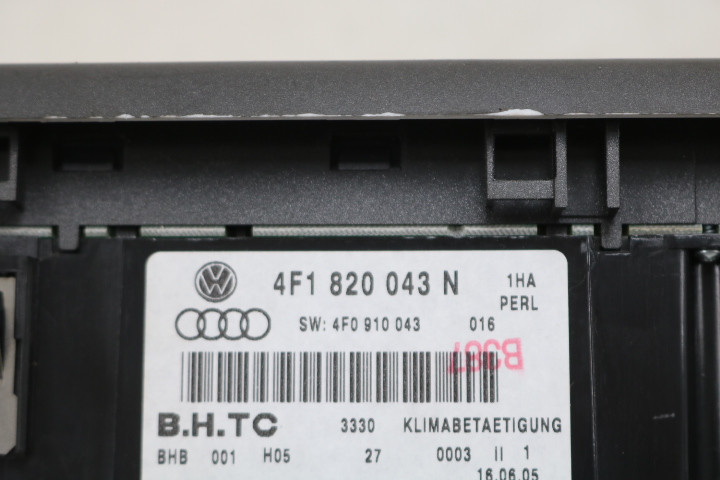 4F1 820 043 N 1HA
PERL
SW: 4F0 910 043 016
B367
B.H.TC 3330 KLIMABETAETIGUNG
BHB 001 H05 27 0003 II 1
16.06.05